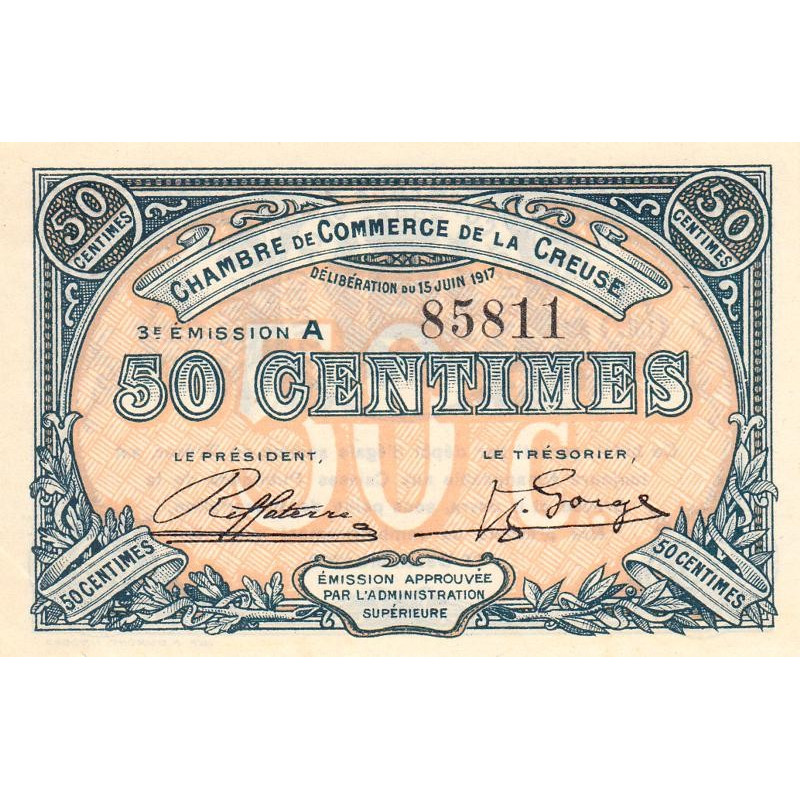 50 CENTIMES
50 CENTIMES
CHAMBRE DE COMMERCE DE LA CREUSE
DÉLIBÉRATION DU 15 JUIN 1917
3E ÉMISSION A 85811
50 C.
50 CENTIMES
LE PRÉSIDENT, LE TRÉSORIER,
50 CENTIMES
50 CENTIMES
ÉMISSION APPROUVÉE
PAR L'ADMINISTRATION
SUPÉRIEURE